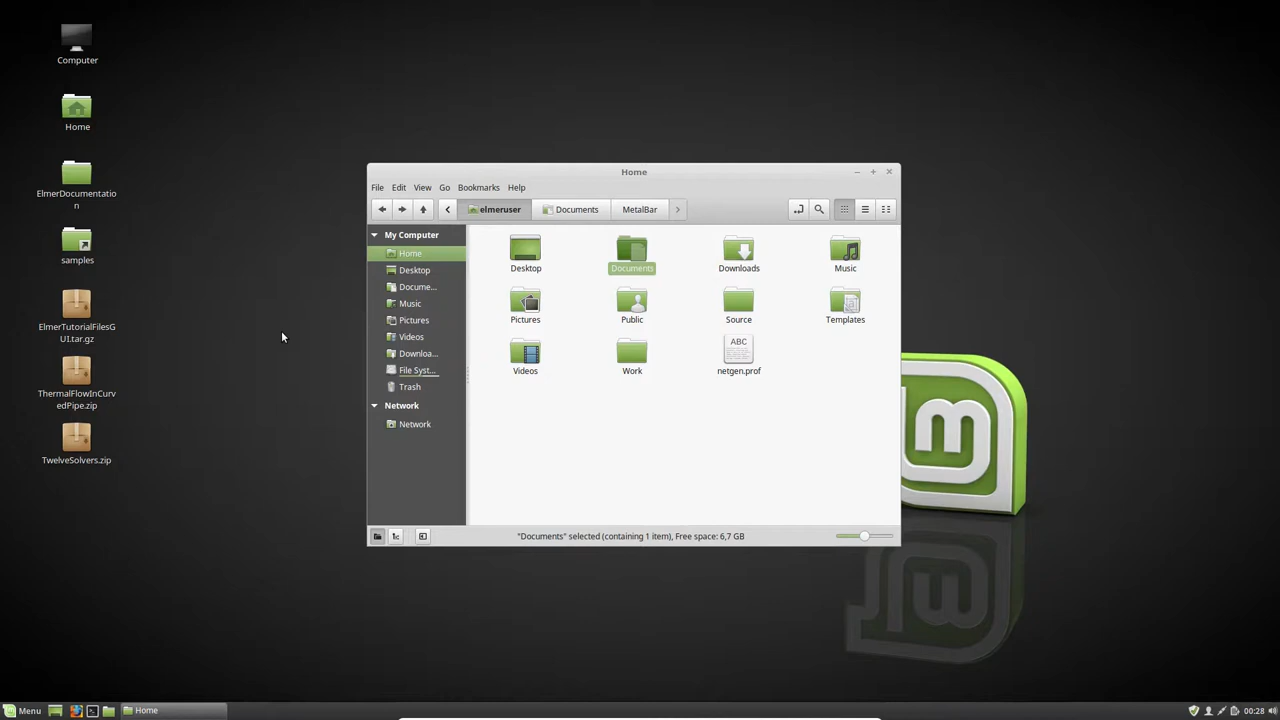 Computer
Home
ElmerDocumentatio
n
samples
ElmerTutorialFilesG
UI.tar.gz
ThermalFlowInCurv
edPipe.zip
TwelveSolvers.zip
Home
File Edit View Go Bookmarks Help
elmeruser Documents MetalBar
My Computer
Home
Desktop
Docume...
Music
Pictures
Videos
Downloa...
File Syst...
Trash
Network
Network
Desktop Documents Downloads Music
Pictures Public Source Templates
ABC
Videos Work netgen.prof
"Documents" selected (containing 1 item), Free space: 6,7 GB
Menu Home 00:28